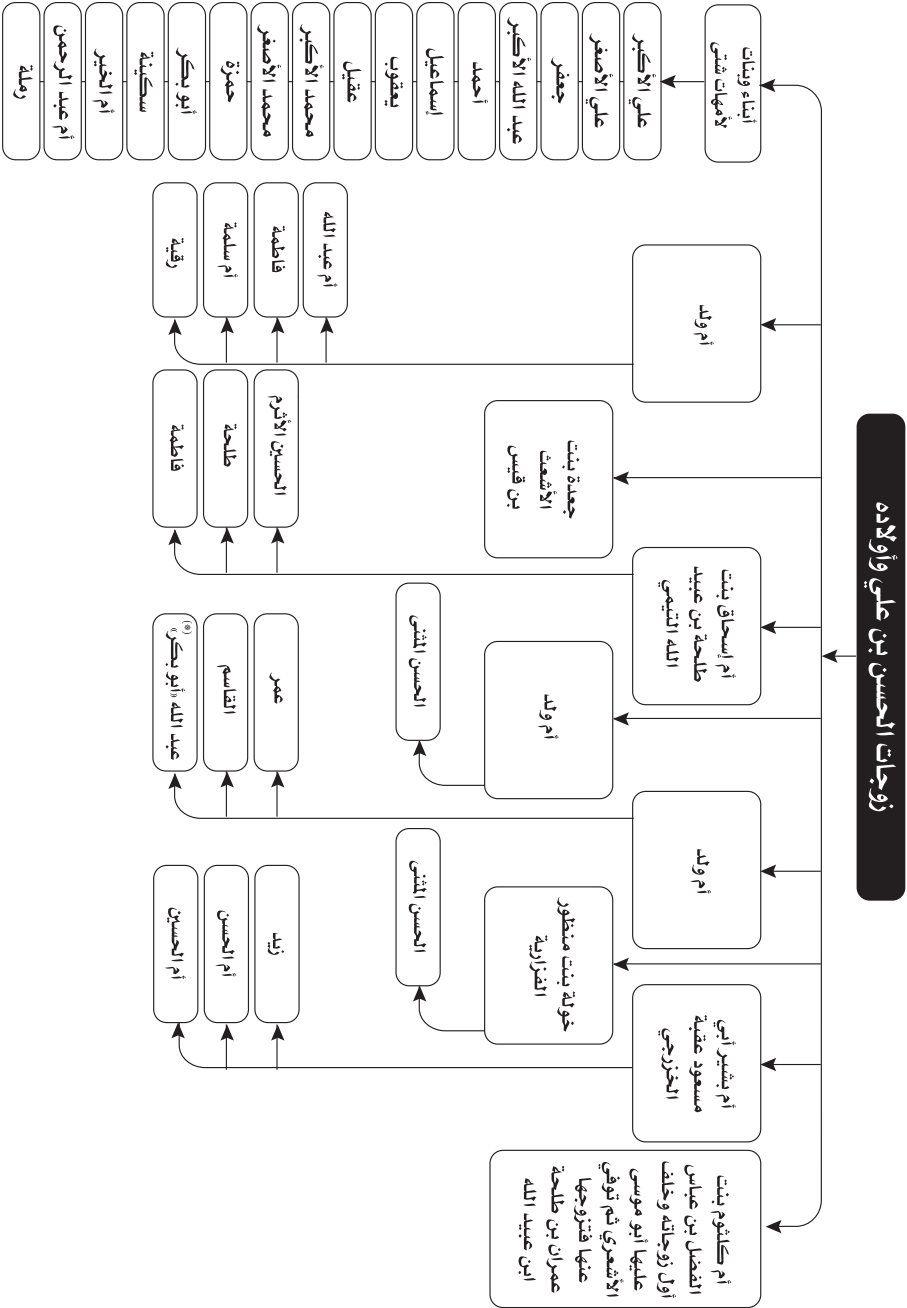 زوجات الحسن بن علي وأولاده
أم كلثوم بنت
الفضل بن عباس
أول زوجاته وخلف
عليها أبو موسى
الأشعري ثم توفي
عنها فتزوجها
عمران بن طلحة
ابن عبيد الله
أم بشير أبي
مسعود عقبة
الخزرجي
زيد
أم الحسن
أم الحسين
خولة بنت منظور
الفزارية
الحسن المثنى
أم ولد
عمر
القاسم
عبد الله «أبو بكر»(*)
أم ولد
الحسن المثنى
أم إسحاق بنت
طلحة بن عبيد
الله التيمي
الحسين الأثرم
طلحة
فاطمة
جعدة بنت
الأشعث
بن قيس
أم ولد
أم عبد الله
فاطمة
أم سلمة
رقية
أبناء وبنات
لأمهات شتى
علي الأكبر
علي الأصغر
جعفر
عبد الله الأكبر
أحمد
إسماعيل
يعقوب
عقيل
محمد الأكبر
محمد الأصغر
حمزة
أبو بكر
سكينة
أم الخير
أم عبد الرحمن
رملة